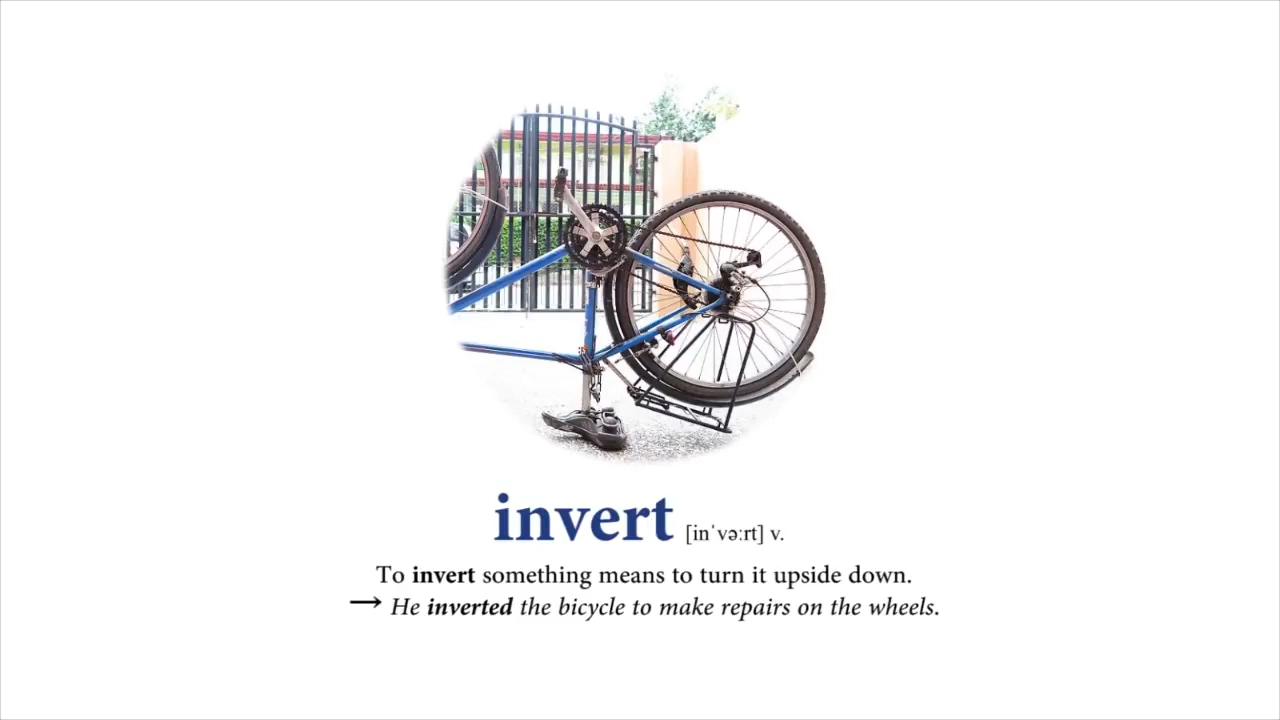 invert [inˈvəːrt] v.
To invert something means to turn it upside down.
→ He inverted the bicycle to make repairs on the wheels.